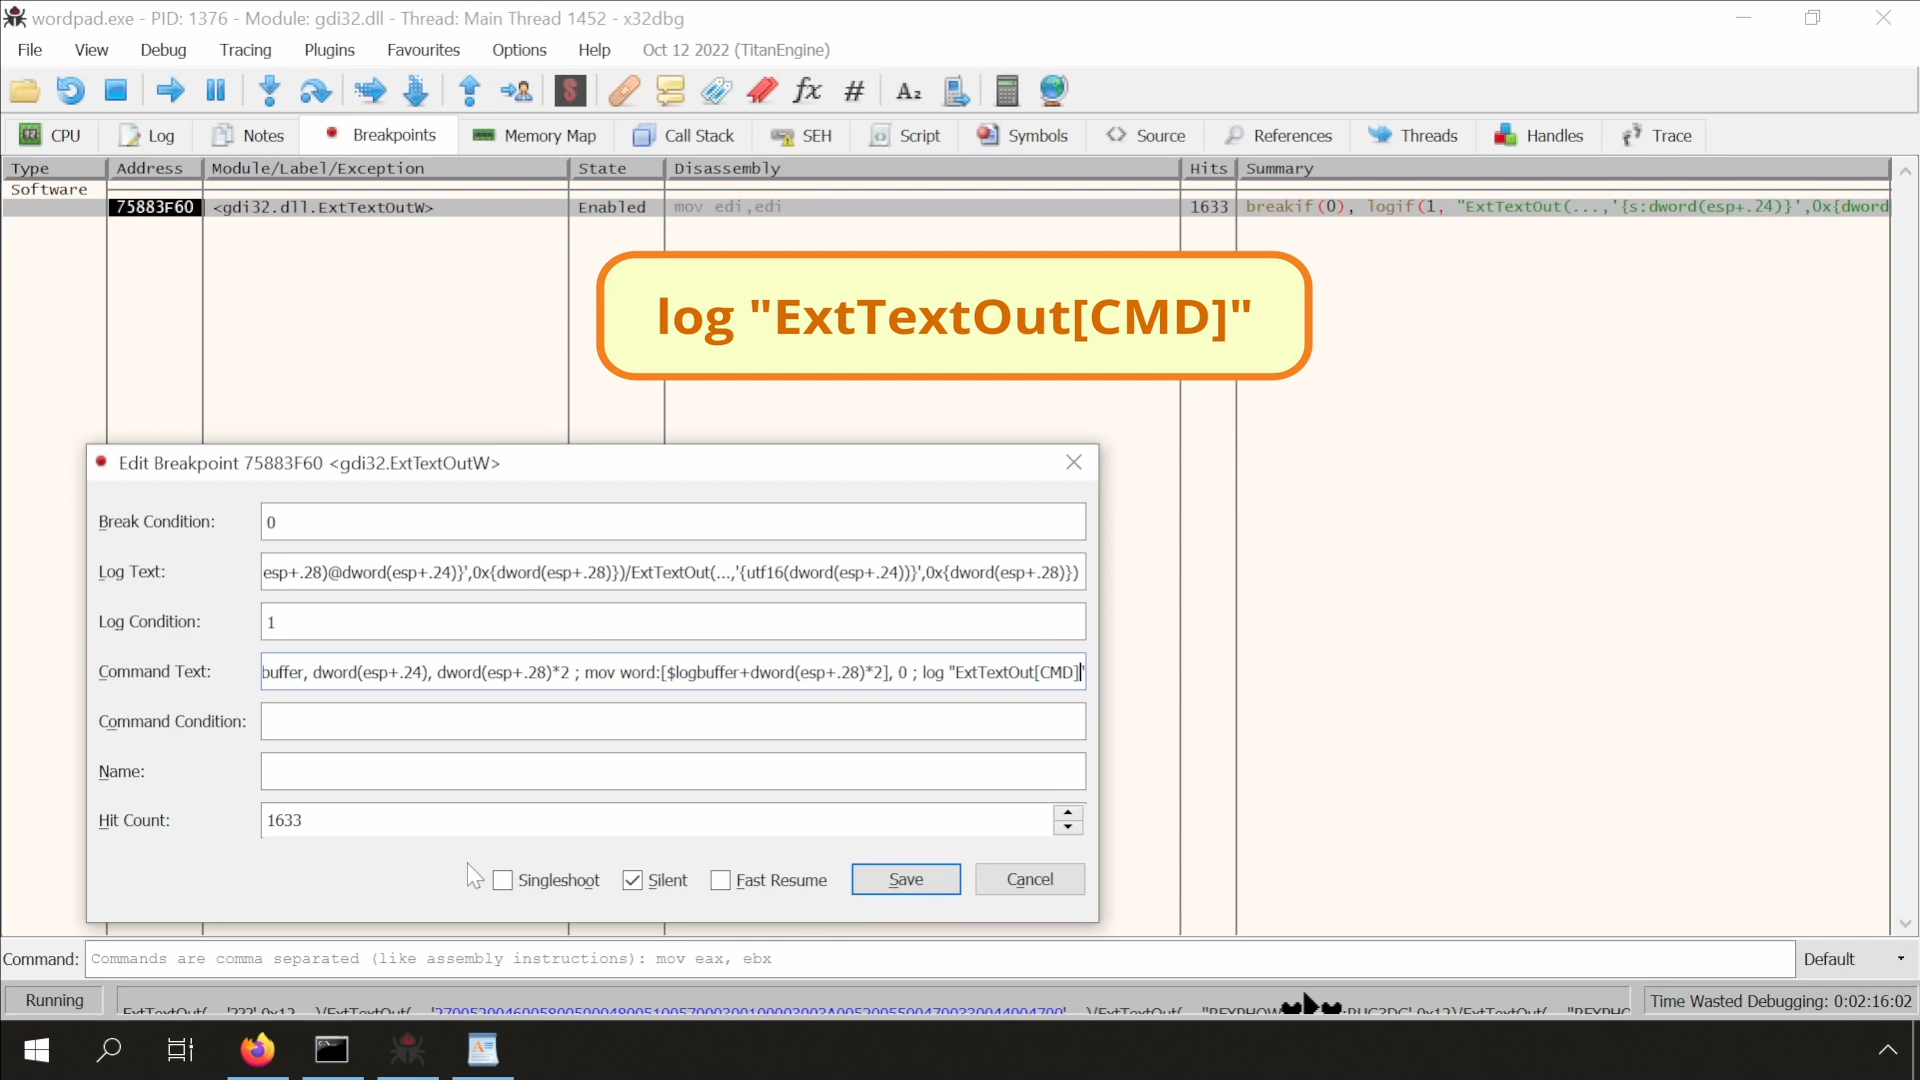 wordpad.exe - PID: 1376 - Module: gdi32.dll - Thread: Main Thread 1452 - x32dbg
File View Debug Tracing Plugins Favourites Options Help Oct 12 2022 (TitanEngine)
CPU Log Notes Breakpoints Memory Map Call Stack SEH Script Symbols Source References Threads Handles Trace
Type Address Module/Label/Exception State Disassembly Hits Summary
Software
75883F60 <gdi32.dll.ExtTextOutW> Enabled mov edi,edi 1633 breakif(0), logif(1, "ExtTextOut(...,'{s:dword(esp+.24)}',0x{dword
log "ExtTextOut[CMD]"
Edit Breakpoint 75883F60 <gdi32.ExtTextOutW>
Break Condition: 0
Log Text: esp+.28)@dword(esp+.24)}',0x{dword(esp+.28)})/ExtTextOut(...,'{utf16(dword(esp+.24))}',0x{dword(esp+.28)})
Log Condition: 1
Command Text: buffer, dword(esp+.24), dword(esp+.28)*2 ; mov word:[$logbuffer+dword(esp+.28)*2], 0 ; log "ExtTextOut[CMD]"
Command Condition:
Name:
Hit Count: 1633
Singleshoot Silent Fast Resume Save Cancel
Command: Commands are comma separated (like assembly instructions): mov eax, ebx Default
Running Time Wasted Debugging: 0:02:16:02